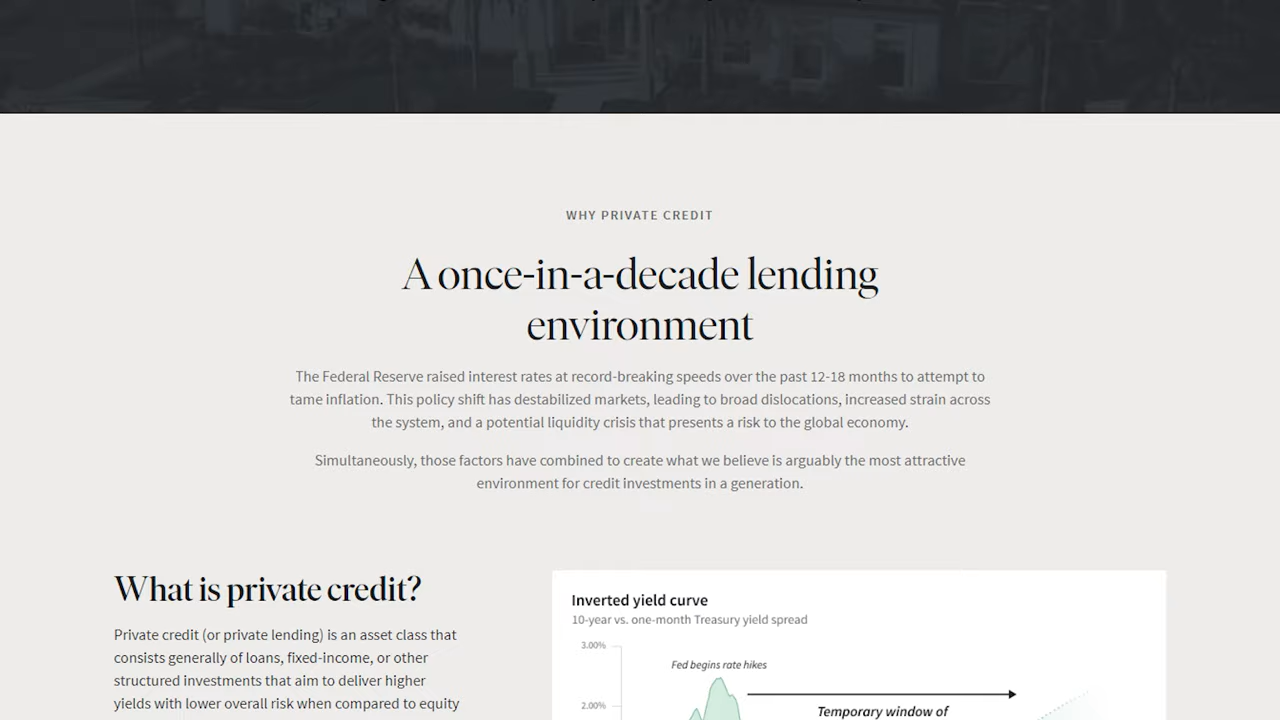 WHY PRIVATE CREDIT
A once-in-a-decade lending
environment
The Federal Reserve raised interest rates at record-breaking speeds over the past 12-18 months to attempt to
tame inflation. This policy shift has destabilized markets, leading to broad dislocations, increased strain across
the system, and a potential liquidity crisis that presents a risk to the global economy.
Simultaneously, those factors have combined to create what we believe is arguably the most attractive
environment for credit investments in a generation.
What is private credit?
Private credit (or private lending) is an asset class that
consists generally of loans, fixed-income, or other
structured investments that aim to deliver higher
yields with lower overall risk when compared to equity
Inverted yield curve
10-year vs. one-month Treasury yield spread
3.00%
Fed begins rate hikes
2.00%
Temporary window of